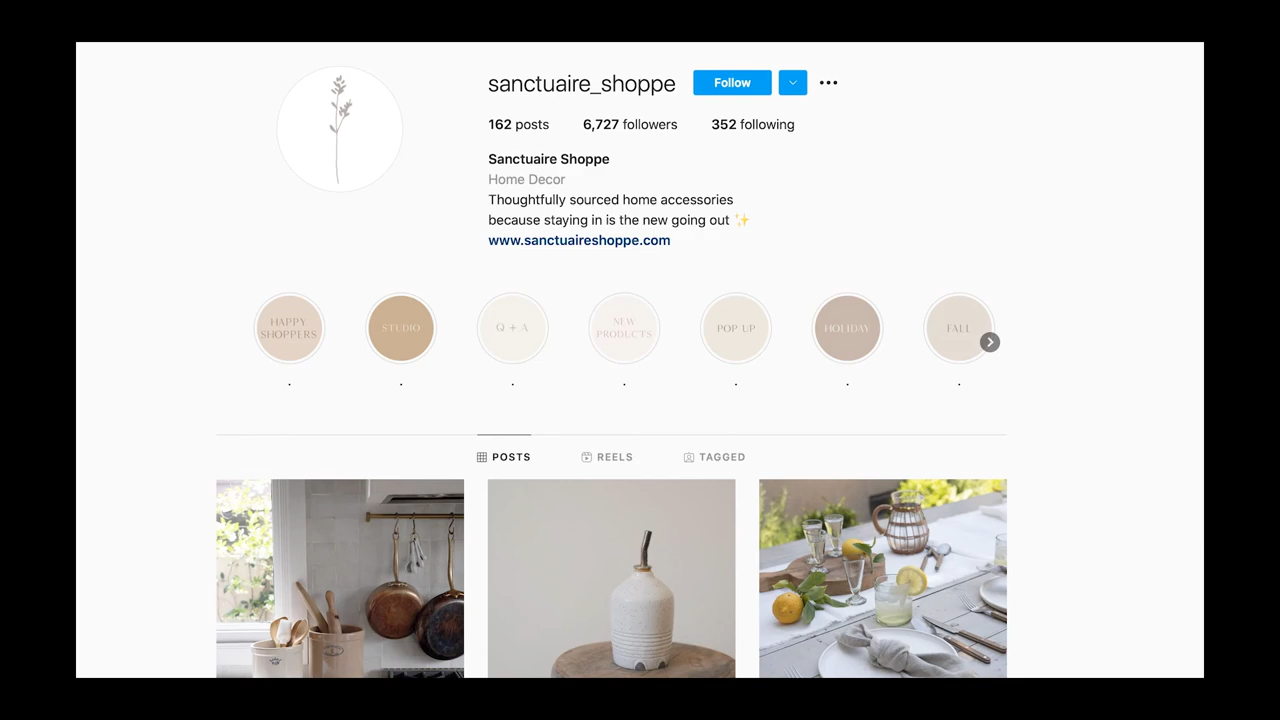 sanctuaire_shoppe Follow
162 posts 6,727 followers 352 following
Sanctuaire Shoppe
Home Decor
Thoughtfully sourced home accessories
because staying in is the new going out ✨
www.sanctuaireshoppe.com
HAPPY
SHOPPERS
STUDIO
Q + A
NEW
PRODUCTS
POP UP
HOLIDAY
FALL
POSTS REELS TAGGED